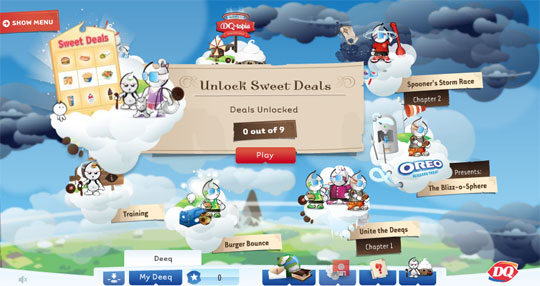 SHOW MENU
DQ-topia
Sweet Deals
Unlock Sweet Deals
Deals Unlocked
0 out of 9
Play
Spooner's Storm Race
Chapter 2
OREO
Presents:
The Blizz-o-Sphere
Training
Burger Bounce
Unite the Deeqs
Chapter 1
Deeq
My Deeq
0
DQ